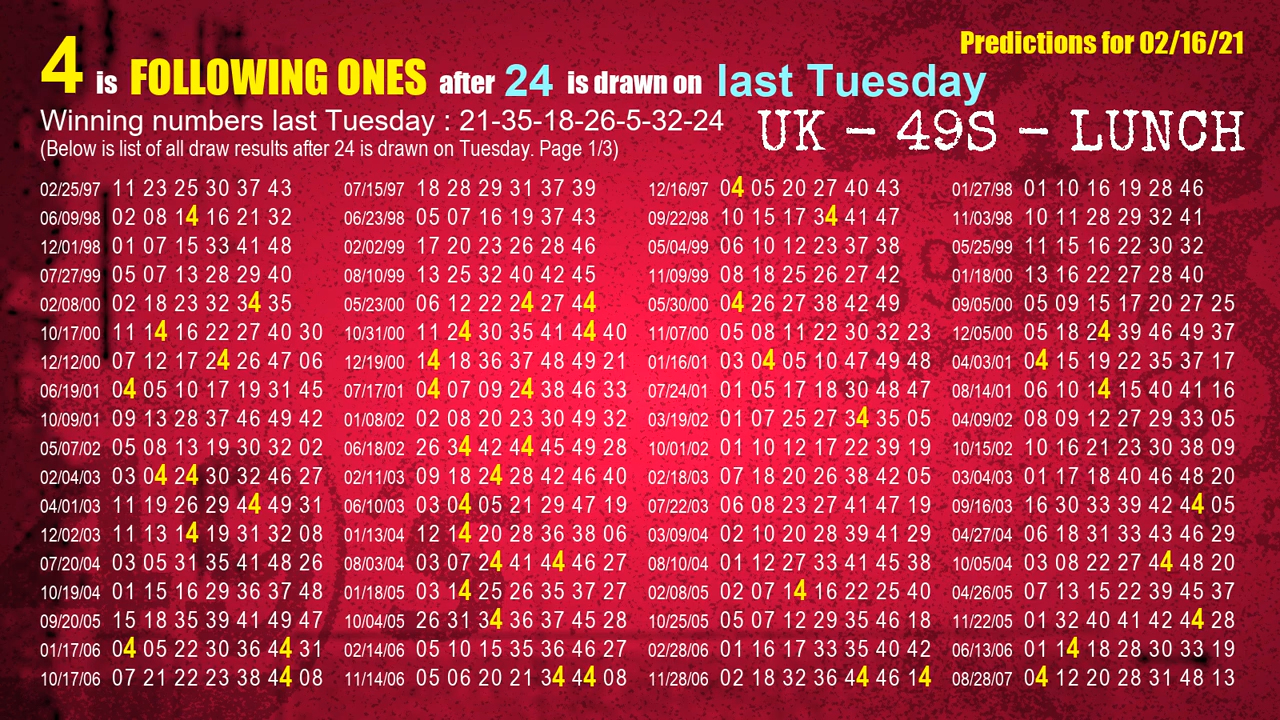 Predictions for 02/16/21
4 is FOLLOWING ONES after 24 is drawn on last Tuesday
Winning numbers last Tuesday : 21-35-18-26-5-32-24
UK - 49S - LUNCH
(Below is list of all draw results after 24 is drawn on Tuesday. Page 1/3)
02/25/97 11 23 25 30 37 43 07/15/97 18 28 29 31 37 39 12/16/97 04 05 20 27 40 43 01/27/98 01 10 16 19 28 46
06/09/98 02 08 14 16 21 32 06/23/98 05 07 16 19 37 43 09/22/98 10 15 17 34 41 47 11/03/98 10 11 28 29 32 41
12/01/98 01 07 15 33 41 48 02/02/99 17 20 23 26 28 46 05/04/99 06 10 12 23 37 38 05/25/99 11 15 16 22 30 32
07/27/99 05 07 13 28 29 40 08/10/99 13 25 32 40 42 45 11/09/99 08 18 25 26 27 42 01/18/00 13 16 22 27 28 40
02/08/00 02 18 23 32 34 35 05/23/00 06 12 22 24 27 44 05/30/00 04 26 27 38 42 49 09/05/00 05 09 15 17 20 27 25
10/17/00 11 14 16 22 27 40 30 10/31/00 11 24 30 35 41 44 40 11/07/00 05 08 11 22 30 32 23 12/05/00 05 18 24 39 46 49 37
12/12/00 07 12 17 24 26 47 06 12/19/00 14 18 36 37 48 49 21 01/16/01 03 04 05 10 47 49 48 04/03/01 04 15 19 22 35 37 17
06/19/01 04 05 10 17 19 31 45 07/17/01 04 07 09 24 38 46 33 07/24/01 01 05 17 18 30 48 47 08/14/01 06 10 14 15 40 41 16
10/09/01 09 13 28 37 46 49 42 01/08/02 02 08 20 23 30 49 32 03/19/02 01 07 25 27 34 35 05 04/09/02 08 09 12 27 29 33 05
05/07/02 05 08 13 19 30 32 02 06/18/02 26 34 42 44 45 49 28 10/01/02 01 10 12 17 22 39 19 10/15/02 10 16 21 23 30 38 09
02/04/03 03 04 24 30 32 46 27 02/11/03 09 18 24 28 42 46 40 02/18/03 07 18 20 26 38 42 05 03/04/03 01 17 18 40 46 48 20
04/01/03 11 19 26 29 44 49 31 06/10/03 03 04 05 21 29 47 19 07/22/03 06 08 23 27 41 47 19 09/16/03 16 30 33 39 42 44 05
12/02/03 11 13 14 19 31 32 08 01/13/04 12 14 20 28 36 38 06 03/09/04 02 10 20 28 39 41 29 04/27/04 06 18 31 33 43 46 29
07/20/04 03 05 31 35 41 48 26 08/03/04 03 07 24 41 44 46 27 08/10/04 01 12 27 33 41 45 38 10/05/04 03 08 22 27 44 48 20
10/19/04 01 15 16 29 36 37 48 01/18/05 03 14 25 26 35 37 27 02/08/05 02 07 14 16 22 25 40 04/26/05 07 13 15 22 39 45 37
09/20/05 15 18 35 39 41 49 47 10/04/05 26 31 34 36 37 45 28 10/25/05 05 07 12 29 35 46 18 11/22/05 01 32 40 41 42 44 28
01/17/06 04 05 22 30 36 44 31 02/14/06 05 10 15 35 36 46 27 02/28/06 01 16 17 33 35 40 42 06/13/06 01 14 18 28 30 33 19
10/17/06 07 21 22 23 38 44 08 11/14/06 05 06 20 21 34 44 08 11/28/06 02 18 32 36 44 46 14 08/28/07 04 12 20 28 31 48 13